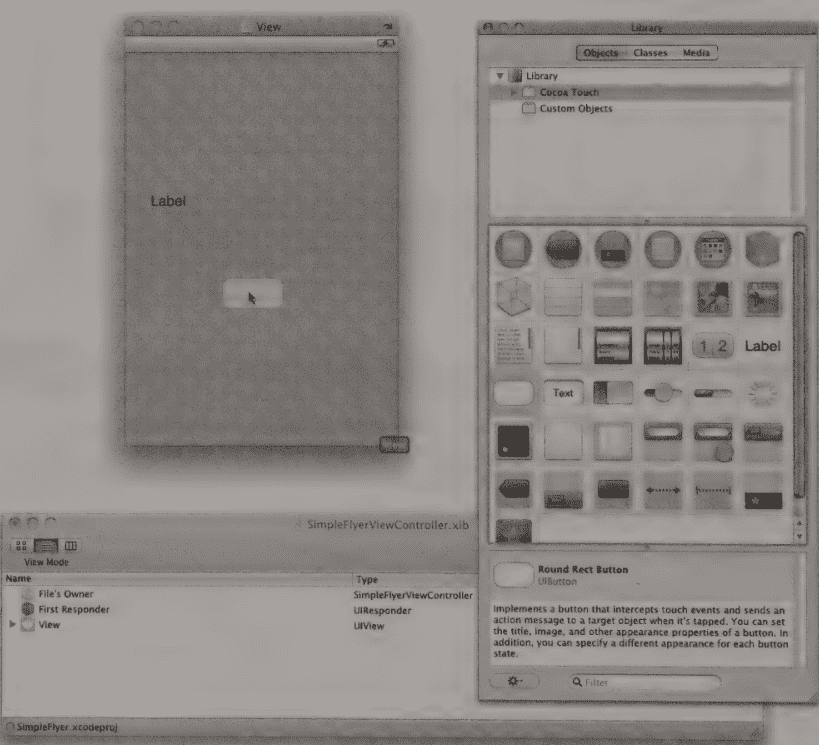 View
Label
Library
Objects Classes Media
Library
Cocoa Touch
Custom Objects
1 2 Label
Text
Round Rect Button
UIButton
Implements a button that intercepts touch events and sends an
action message to a target object when it's tapped. You can set
the title, image, and other appearance properties of a button. In
addition, you can specify a different appearance for each button
state.
Filter
SimpleFlyerViewController.xib
View Mode
Name Type
File's Owner SimpleFlyerViewController
First Responder UIResponder
View UIView
SimpleFlyer.xcodeproj